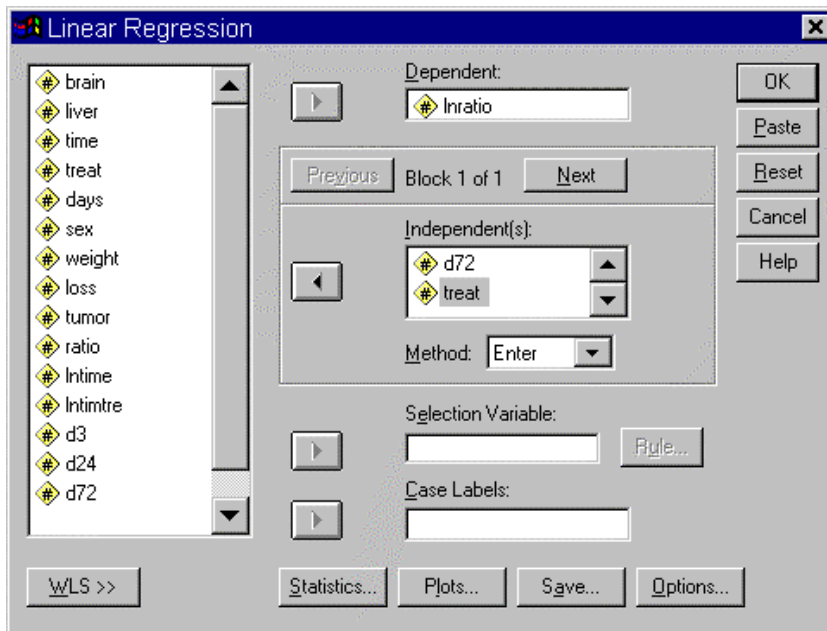 Linear Regression
brain
liver
time
treat
days
sex
weight
loss
tumor
ratio
lntime
lntimtre
d3
d24
d72
WLS >>
Dependent:
lnratio
Previous
Block 1 of 1
Next
Independent(s):
d72
treat
Method:
Enter
Selection Variable:
Rule...
Case Labels:
Statistics...
Plots...
Save...
Options...
OK
Paste
Reset
Cancel
Help